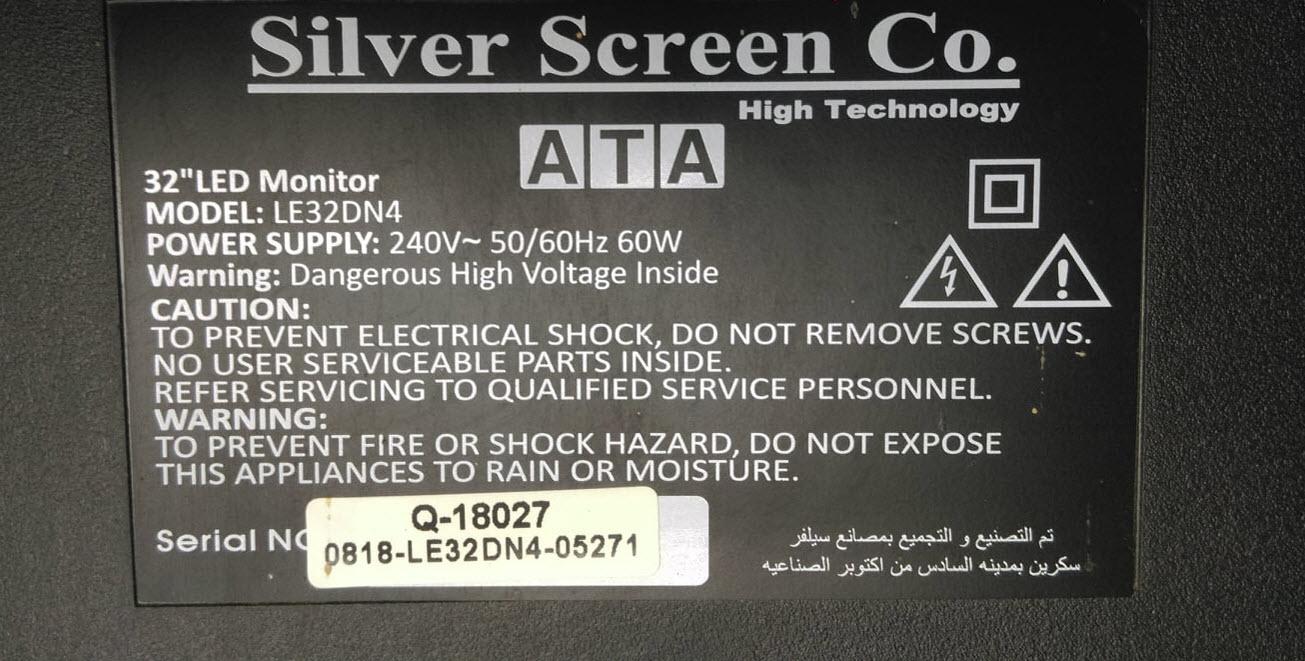 Silver Screen Co.
High Technology
ATA
32"LED Monitor
MODEL: LE32DN4
POWER SUPPLY: 240V~ 50/60Hz 60W
Warning: Dangerous High Voltage Inside
CAUTION:
TO PREVENT ELECTRICAL SHOCK, DO NOT REMOVE SCREWS.
NO USER SERVICEABLE PARTS INSIDE.
REFER SERVICING TO QUALIFIED SERVICE PERSONNEL.
WARNING:
TO PREVENT FIRE OR SHOCK HAZARD, DO NOT EXPOSE
THIS APPLIANCES TO RAIN OR MOISTURE.
Serial NO
Q-18027
0818-LE32DN4-05271
تم التصنيع و التجميع بمصانع سيلفر
سكرين بمدينه السادس من اكتوبر الصناعيه